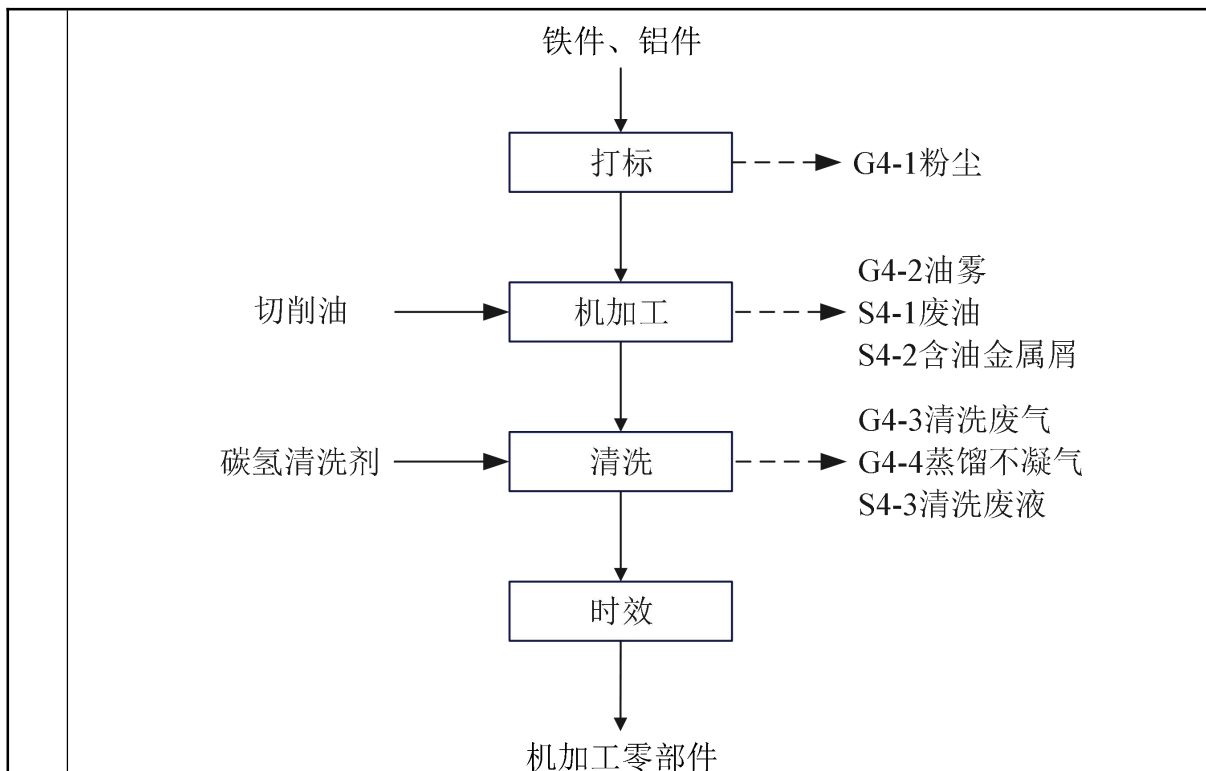 铁件、铝件
打标
G4-1粉尘
G4-2油雾
切削油
机加工
S4-1废油
S4-2含油金属屑
G4-3清洗废气
碳氢清洗剂
清洗
G4-4蒸馏不凝气
S4-3清洗废液
时效
机加工零部件